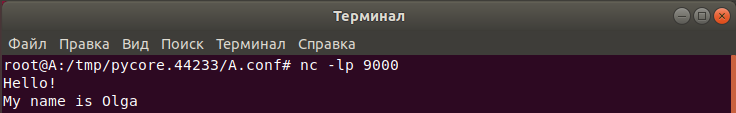 Терминал
Файл Правка Вид Поиск Терминал Справка
root@A:/tmp/pycore.44233/A.conf# nc -lp 9000
Hello!
My name is Olga